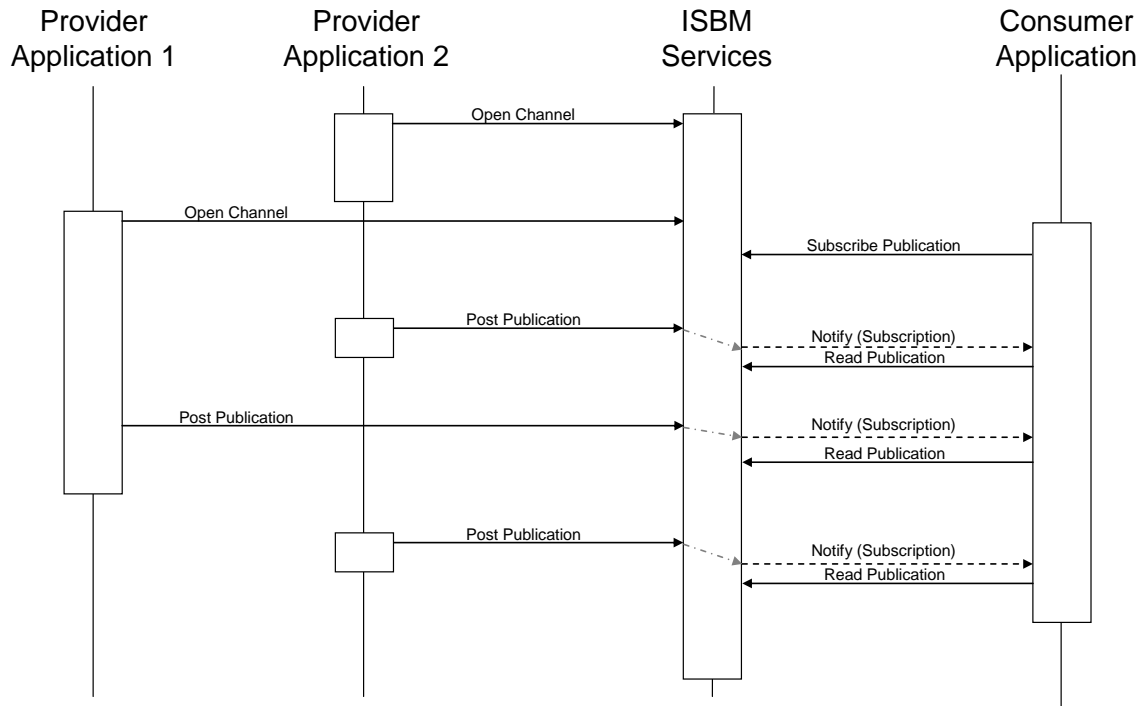 Provider
Application 1
Provider
Application 2
ISBM
Services
Consumer
Application
Open Channel
Open Channel
Subscribe Publication
Post Publication
Notify (Subscription)
Read Publication
Post Publication
Notify (Subscription)
Read Publication
Post Publication
Notify (Subscription)
Read Publication